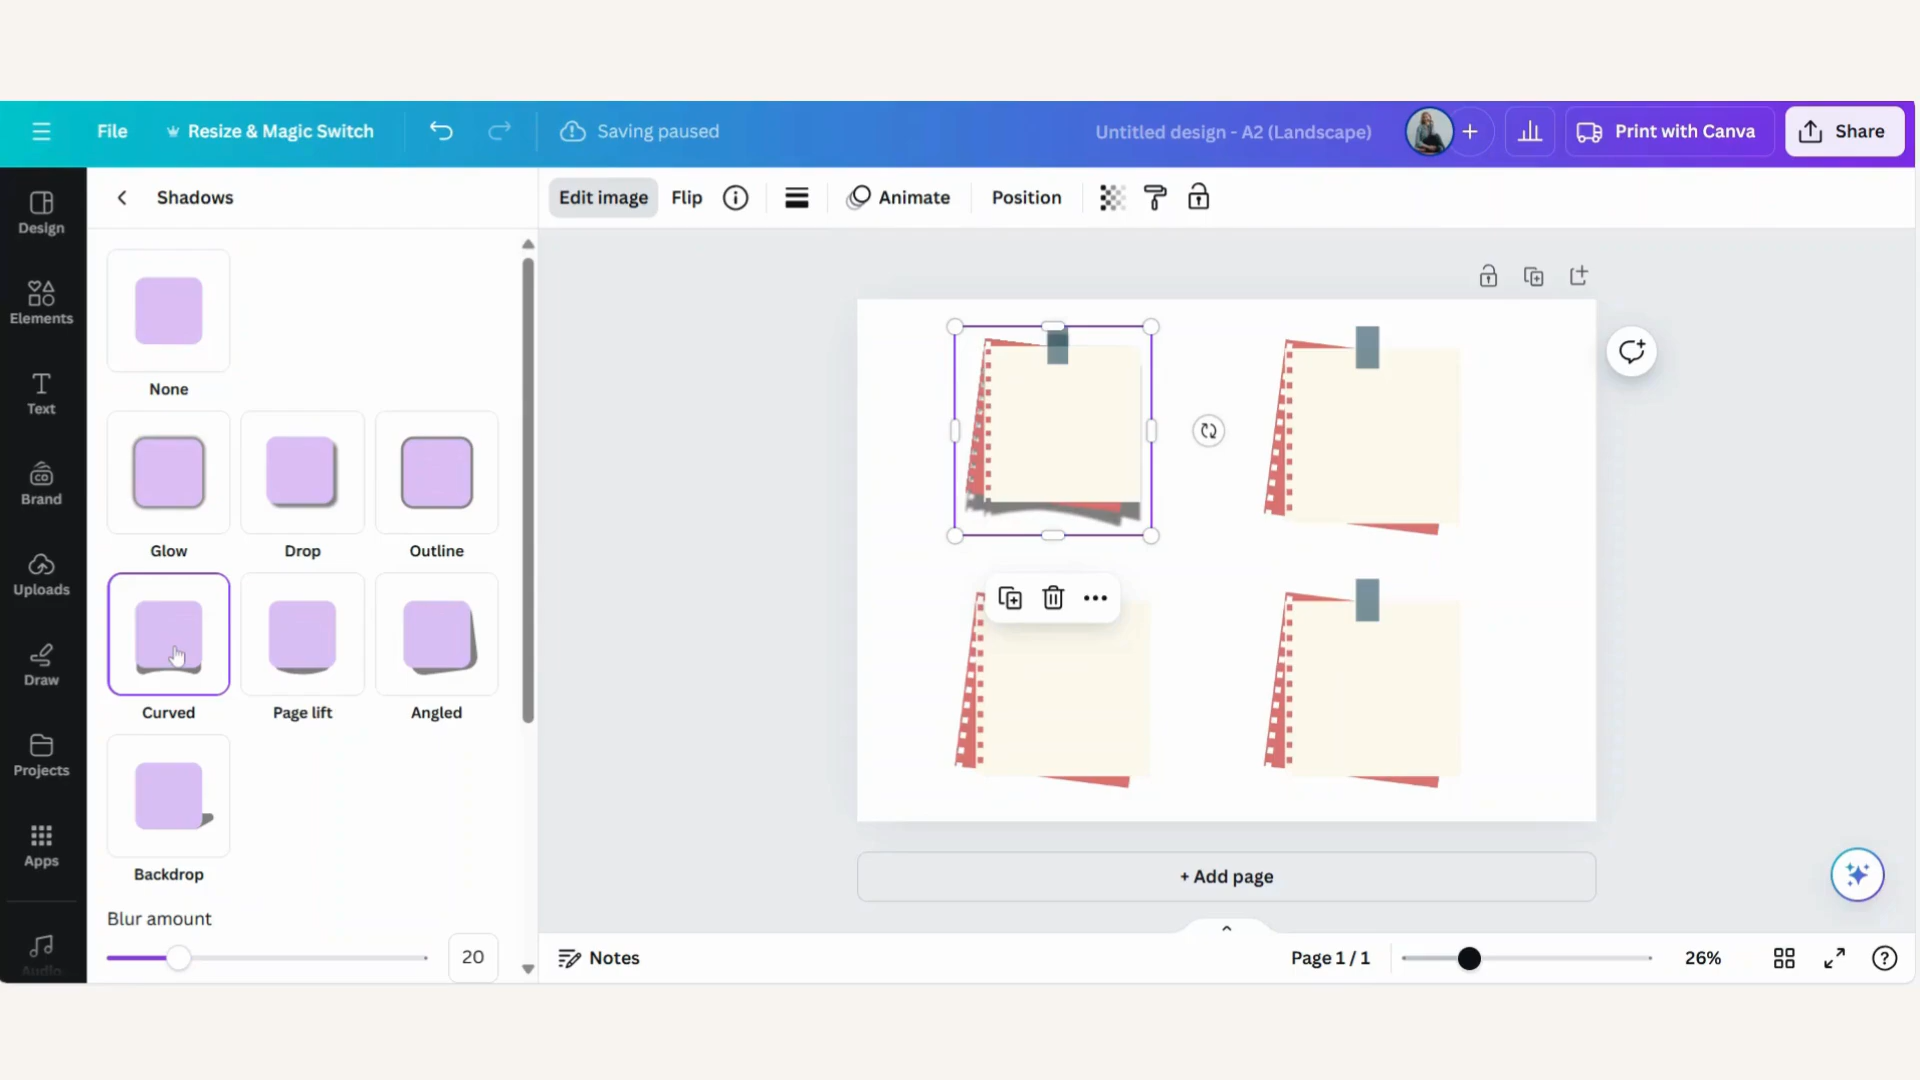 File
Resize & Magic Switch
Saving paused
Untitled design - A2 (Landscape)
Print with Canva
Share
Design
Elements
Text
Brand
Uploads
Draw
Projects
Apps
Audio
Shadows
None
Glow
Drop
Outline
Curved
Page lift
Angled
Backdrop
Blur amount
20
Edit image
Flip
Animate
Position
+ Add page
Notes
Page 1 / 1
26%